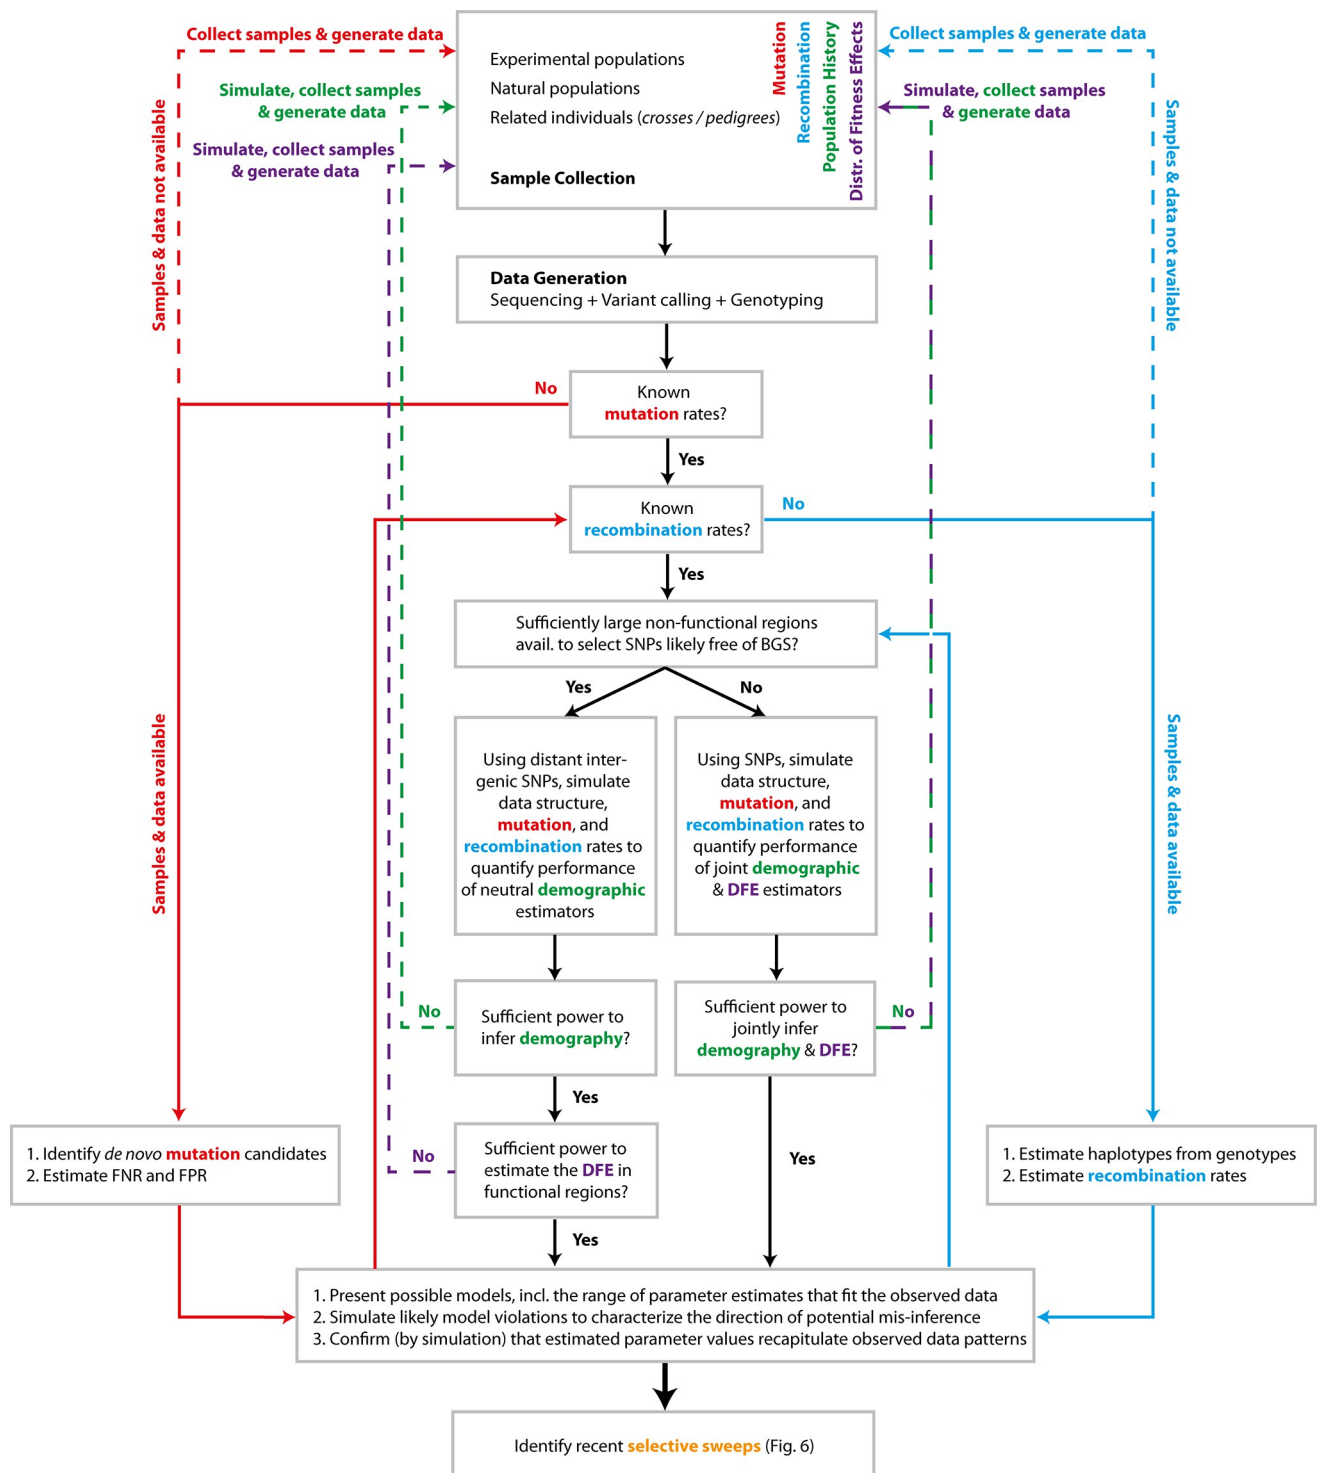 Collect samples & generate data
Simulate, collect samples
& generate data
Simulate, collect samples
& generate data
Samples & data not available
Experimental populations
Natural populations
Related individuals (crosses / pedigrees)
Sample Collection
Mutation
Recombination
Population History
Distr. of Fitness Effects
Collect samples & generate data
Simulate, collect samples
& generate data
Samples & data not available
Data Generation
Sequencing + Variant calling + Genotyping
No
Known
mutation rates?
Yes
Known
recombination rates?
No
Yes
Sufficiently large non-functional regions
avail. to select SNPs likely free of BGS?
Yes
No
Samples & data available
Using distant inter-
genic SNPs, simulate
data structure,
mutation, and
recombination rates to
quantify performance
of neutral demographic
estimators
Using SNPs, simulate
data structure,
mutation, and
recombination rates to
quantify performance
of joint demographic
& DFE estimators
Samples & data available
No
Sufficient power to
infer demography?
Sufficient power to
jointly infer
demography & DFE?
No
Yes
No
Sufficient power to
estimate the DFE in
functional regions?
Yes
Yes
1. Identify de novo mutation candidates
2. Estimate FNR and FPR
1. Estimate haplotypes from genotypes
2. Estimate recombination rates
1. Present possible models, incl. the range of parameter estimates that fit the observed data
2. Simulate likely model violations to characterize the direction of potential mis-inference
3. Confirm (by simulation) that estimated parameter values recapitulate observed data patterns
Identify recent selective sweeps (Fig. 6)